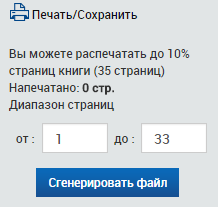 Печать/Сохранить
Вы можете распечатать до 10%
страниц книги (35 страниц)
Напечатано: 0 стр.
Диапазон страниц
от : 1 до : 33
Сгенерировать файл